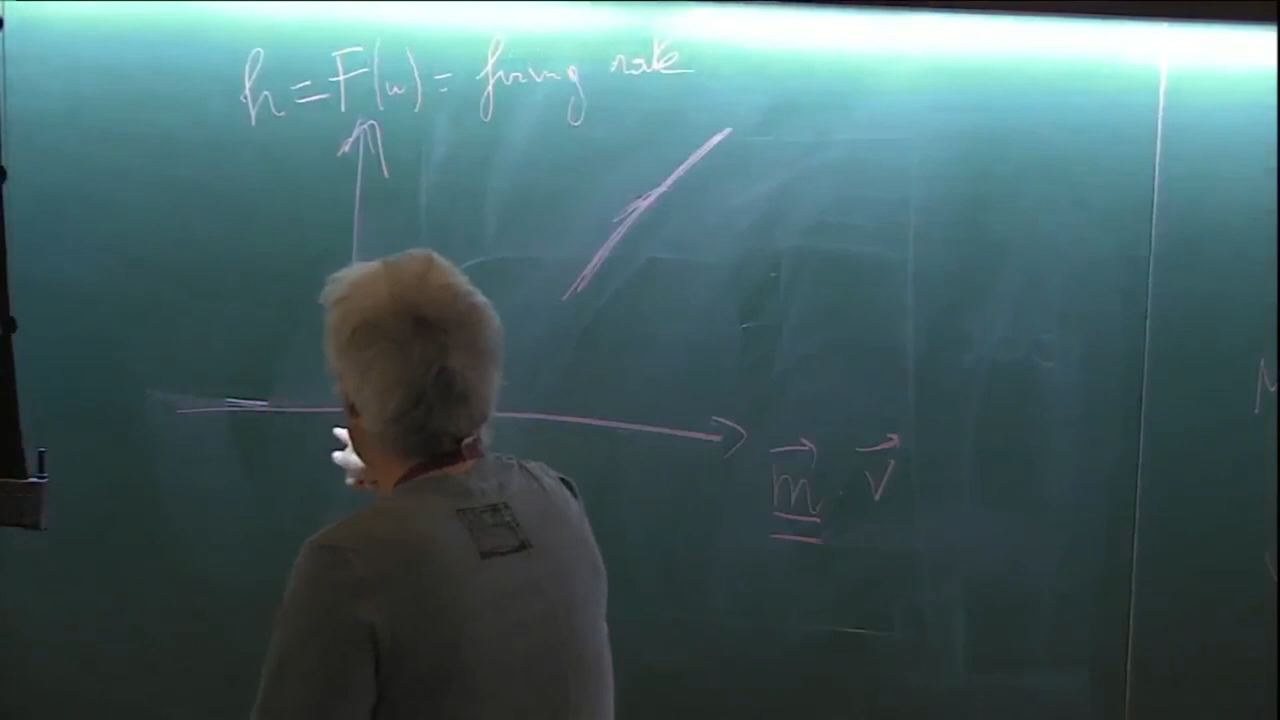 h = F(u) = firing rate
m⃗ · v⃗